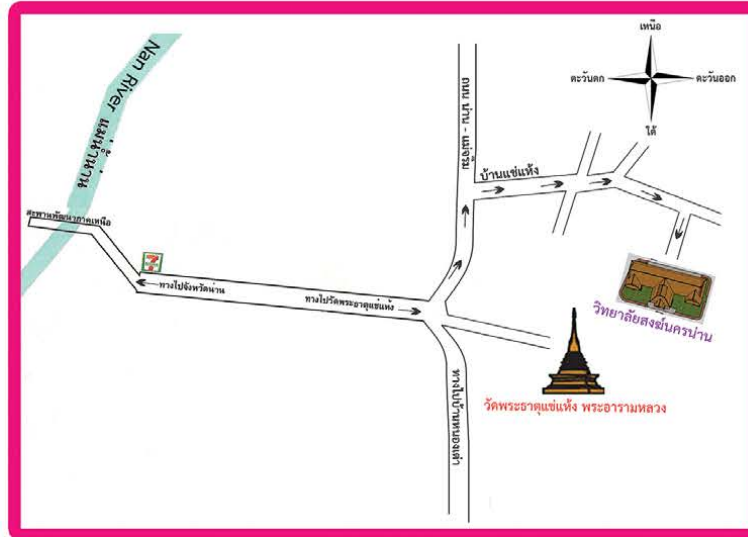 เหนือ
ตะวันตก
ตะวันออก
ใต้
Nan River แม่น้ำน่าน
ถนน น่าน - แม่จริม
บ้านแช่แห้ง
สะพานพัฒนาภาคเหนือ
7
ทางไปจังหวัดน่าน
ทางไปวัดพระธาตุแช่แห้ง
วิทยาลัยสงฆ์นครน่าน
วัดพระธาตุแช่แห้ง พระอารามหลวง
ทางไปบ้านหนองเต่า